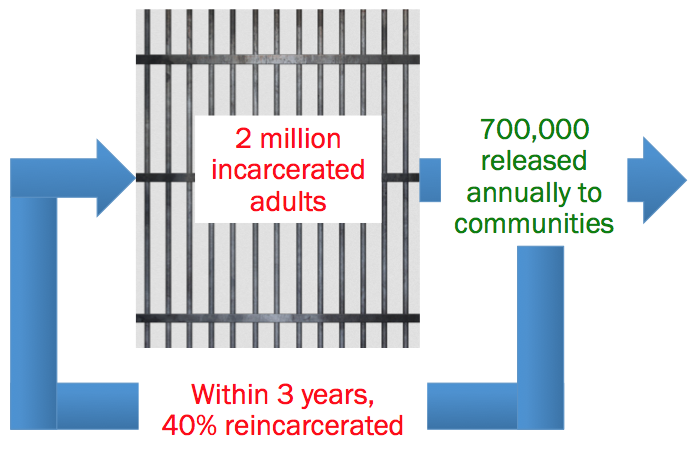 2 million
incarcerated
adults
700,000
released
annually to
communities
Within 3 years,
40% reincarcerated